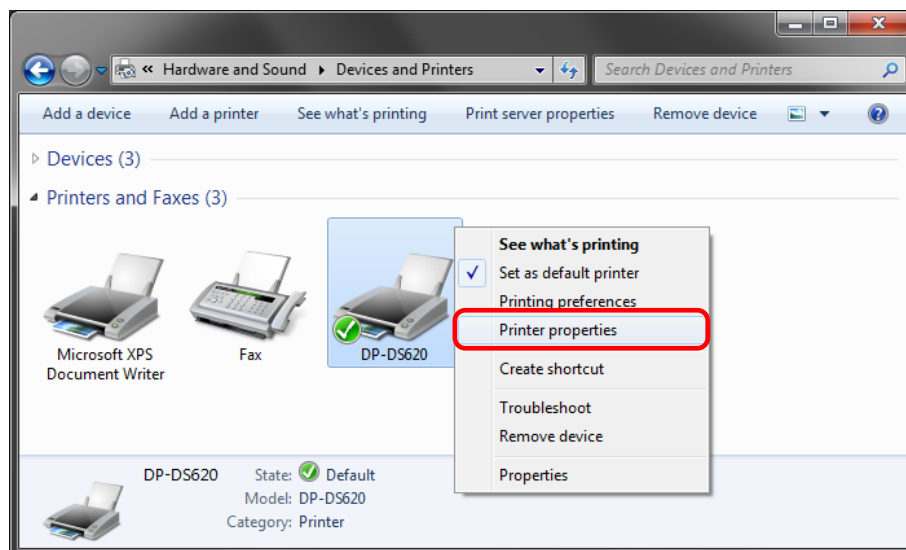 « Hardware and Sound ▸ Devices and Printers Search Devices and Printers
Add a device Add a printer See what's printing Print server properties Remove device
Devices (3)
Printers and Faxes (3)
See what's printing
Set as default printer
Printing preferences
Printer properties
Create shortcut
Troubleshoot
Remove device
Properties
Microsoft XPS
Document Writer
Fax
DP-DS620
DP-DS620 State: Default
Model: DP-DS620
Category: Printer